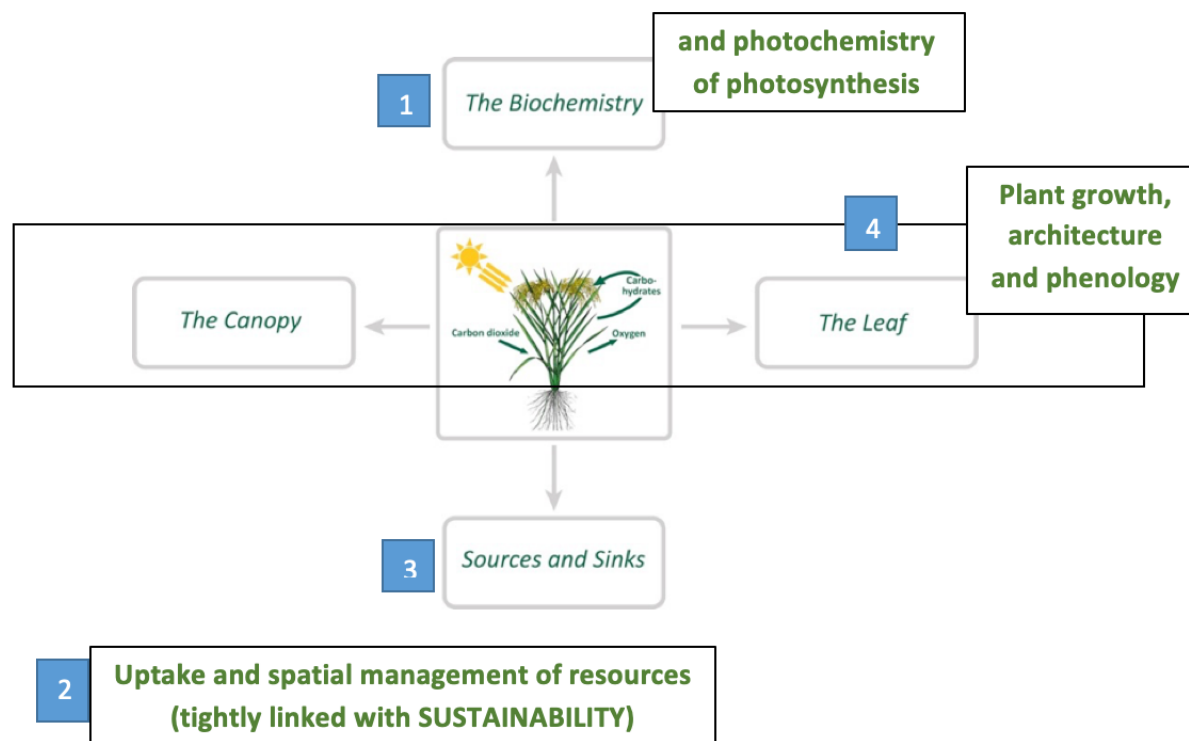 and photochemistry
of photosynthesis
1
The Biochemistry
4
Plant growth,
architecture
and phenology
The Canopy
Carbo-
hydrates
Carbon dioxide
Oxygen
The Leaf
3
Sources and Sinks
2
Uptake and spatial management of resources
(tightly linked with SUSTAINABILITY)